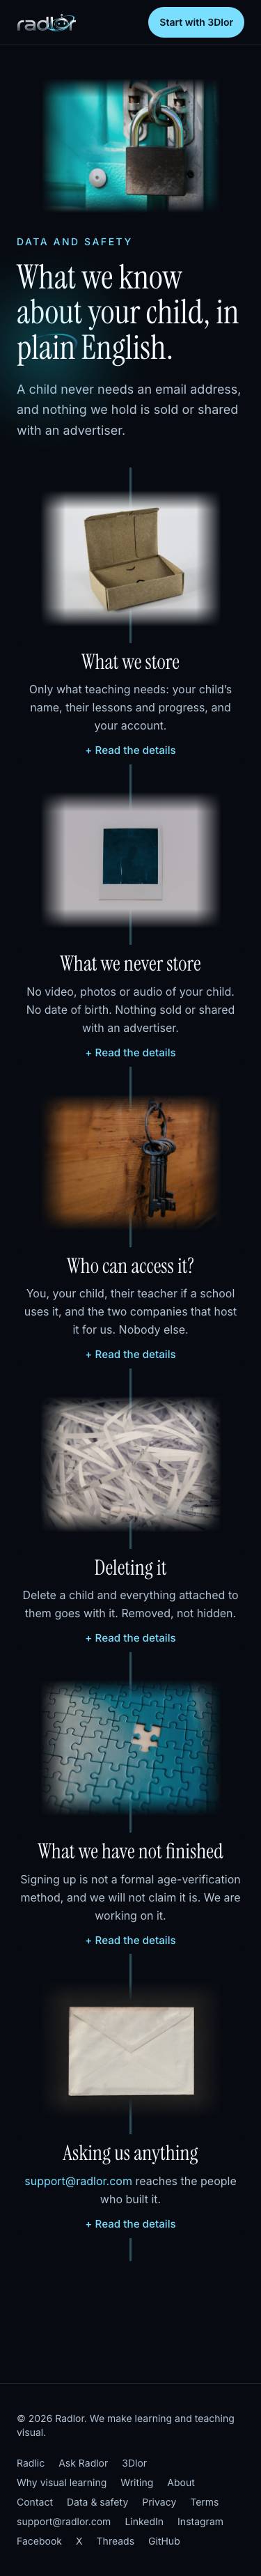 radlor
Start with 3Dlor
DATA AND SAFETY
What we know
about your child, in
plain English.
A child never needs an email address,
and nothing we hold is sold or shared
with an advertiser.
What we store
Only what teaching needs: your child's
name, their lessons and progress, and
your account.
+ Read the details
What we never store
No video, photos or audio of your child.
No date of birth. Nothing sold or shared
with an advertiser.
+ Read the details
Who can access it?
You, your child, their teacher if a school
uses it, and the two companies that host
it for us. Nobody else.
+ Read the details
Deleting it
Delete a child and everything attached to
them goes with it. Removed, not hidden.
+ Read the details
What we have not finished
Signing up is not a formal age-verification
method, and we will not claim it is. We are
working on it.
+ Read the details
Asking us anything
support@radlor.com reaches the people
who built it.
+ Read the details
© 2026 Radlor. We make learning and teaching
visual.
Radlic Ask Radlor 3Dlor
Why visual learning Writing About
Contact Data & safety Privacy Terms
support@radlor.com LinkedIn Instagram
Facebook X Threads GitHub